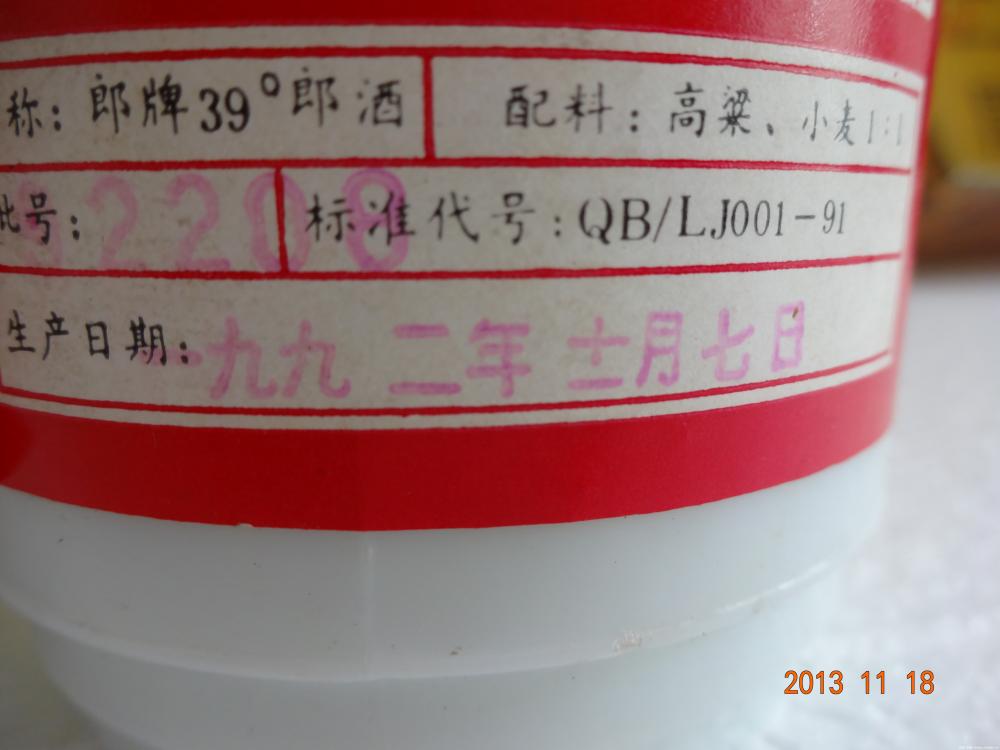 称：郎牌39°郎酒 配料：高粱、小麦1:1
批号：92208 标准代号：QB/LJ001-91
生产日期：一九九二年十一月七日
2013 11 18